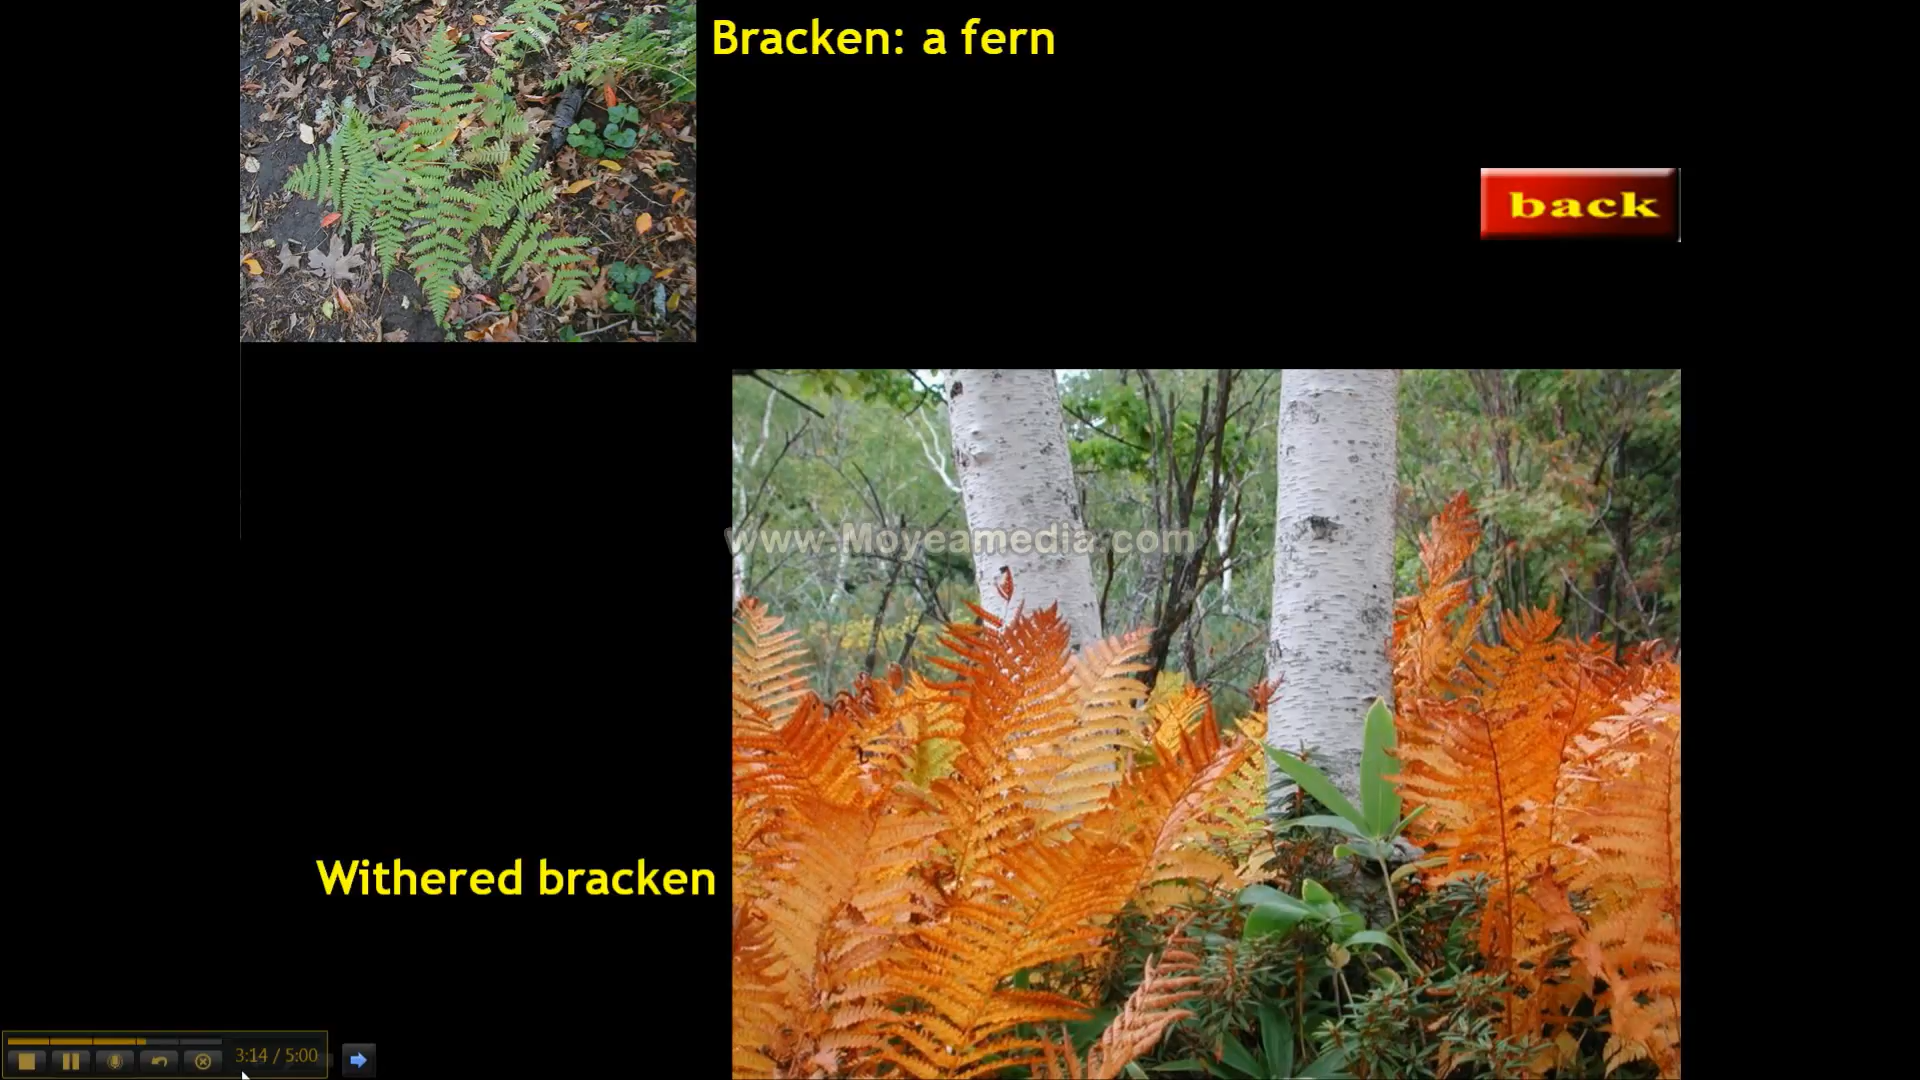 Bracken: a fern
back
www.Moyeamedia.com
Withered bracken
3:14 / 5:00